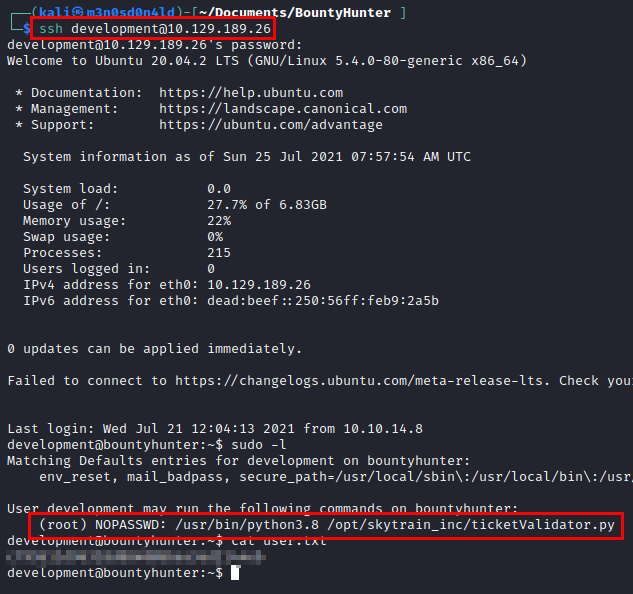 ┌──(kali㉿m3n0sd0n4ld)-[~/Documents/BountyHunter ]
└─$ ssh development@10.129.189.26
development@10.129.189.26's password:
Welcome to Ubuntu 20.04.2 LTS (GNU/Linux 5.4.0-80-generic x86_64)

 * Documentation:  https://help.ubuntu.com
 * Management:     https://landscape.canonical.com
 * Support:        https://ubuntu.com/advantage

  System information as of Sun 25 Jul 2021 07:57:54 AM UTC

  System load:           0.0
  Usage of /:            27.7% of 6.83GB
  Memory usage:          22%
  Swap usage:            0%
  Processes:             215
  Users logged in:       0
  IPv4 address for eth0: 10.129.189.26
  IPv6 address for eth0: dead:beef::250:56ff:feb9:2a5b

0 updates can be applied immediately.

Failed to connect to https://changelogs.ubuntu.com/meta-release-lts. Check you

Last login: Wed Jul 21 12:04:13 2021 from 10.10.14.8
development@bountyhunter:~$ sudo -l
Matching Defaults entries for development on bountyhunter:
    env_reset, mail_badpass, secure_path=/usr/local/sbin\:/usr/local/bin\:/usr/

User development may run the following commands on bountyhunter:
    (root) NOPASSWD: /usr/bin/python3.8 /opt/skytrain_inc/ticketValidator.py
development@bountyhunter:~$ cat user.txt
development@bountyhunter:~$